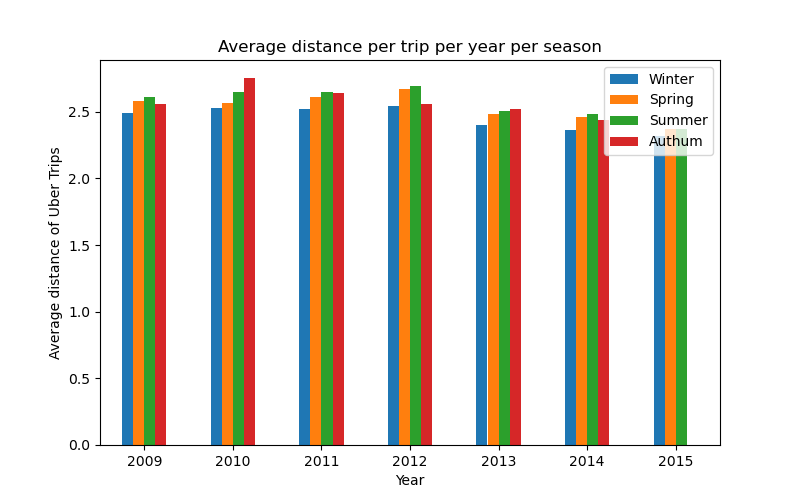 Average distance per trip per year per season
Winter
Spring
Summer
Authum
Average distance of Uber Trips
2.5
2.0
1.5
1.0
0.5
0.0
2009 2010 2011 2012 2013 2014 2015
Year